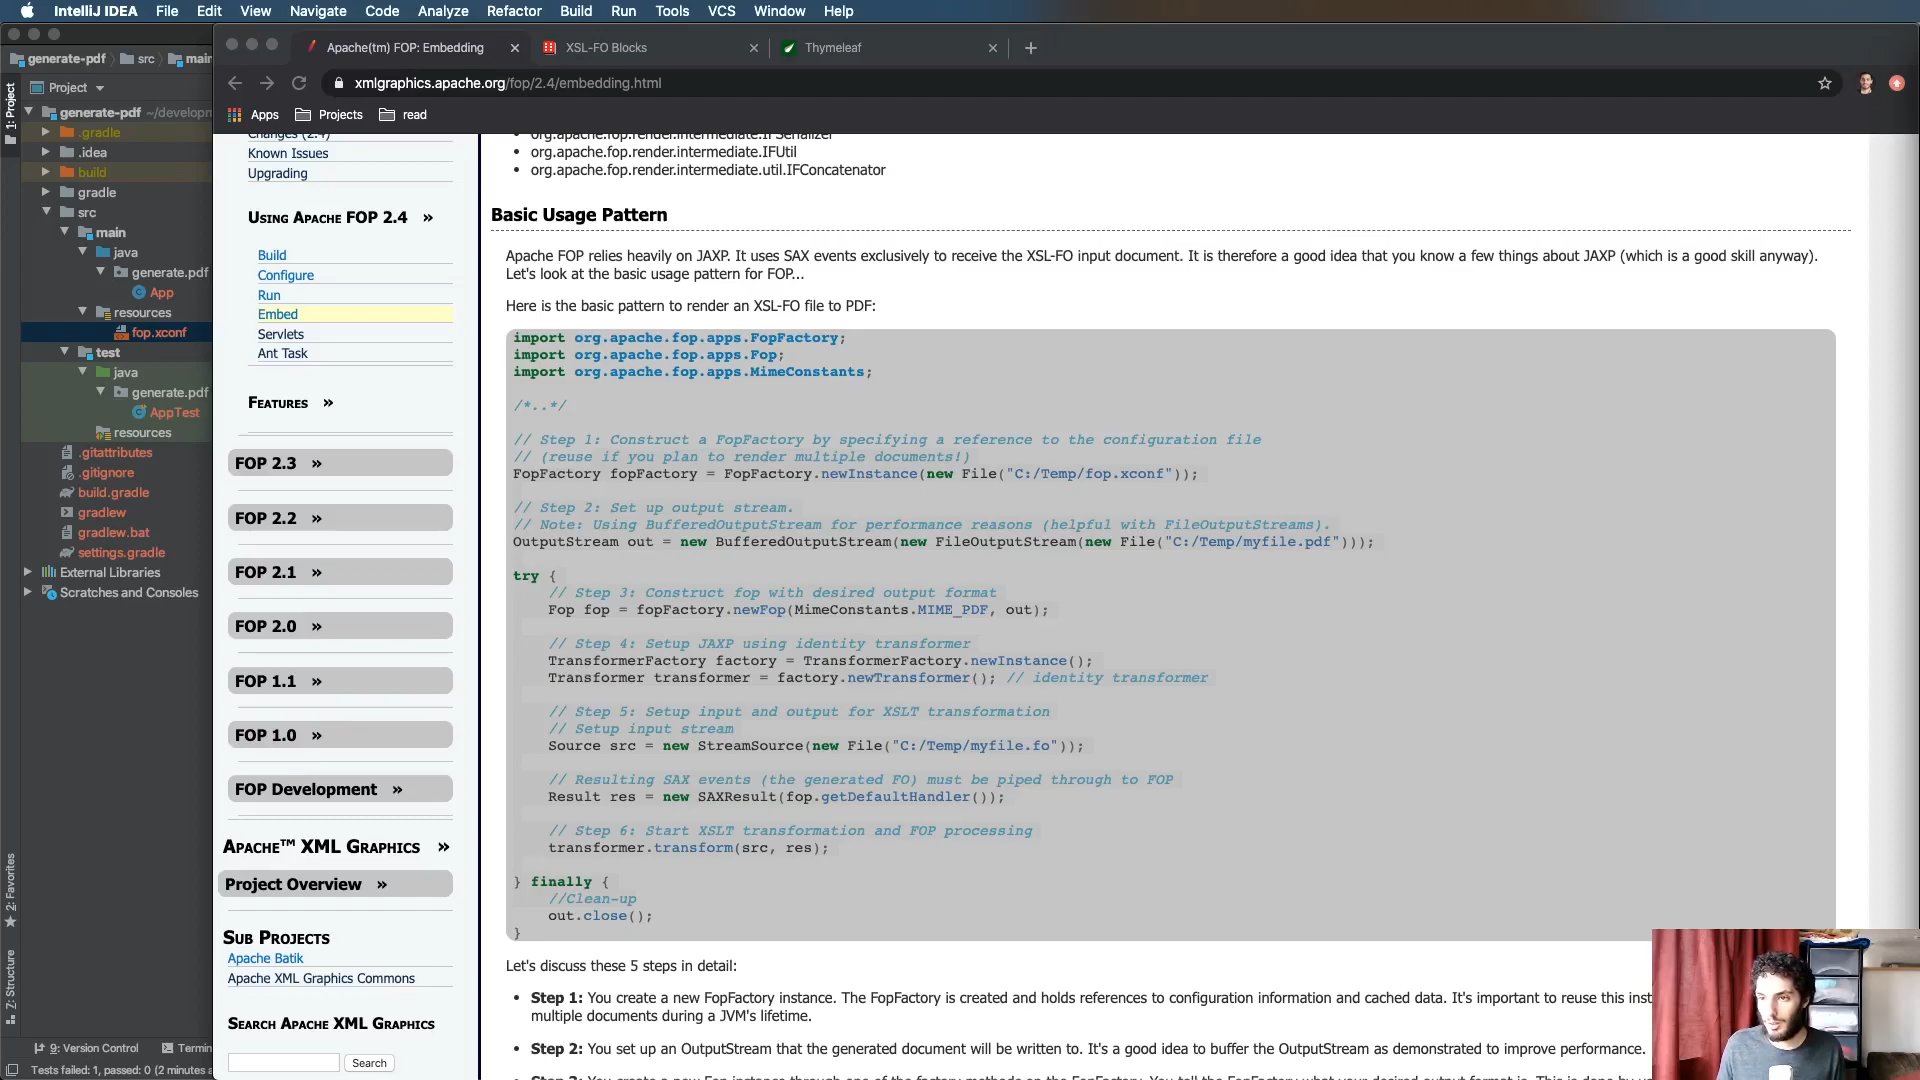 IntelliJ IDEA File Edit View Navigate Code Analyze Refactor Build Run Tools VCS Window Help
generate-pdf src main
Apache(tm) FOP: Embedding
XSL-FO Blocks
Thymeleaf
xmlgraphics.apache.org/fop/2.4/embedding.html
Apps Projects read
1: Project
Project
generate-pdf ~/developm
.gradle
.idea
build
gradle
src
main
java
generate.pdf
App
resources
fop.xconf
test
java
generate.pdf
AppTest
resources
.gitattributes
.gitignore
build.gradle
gradlew
gradlew.bat
settings.gradle
External Libraries
Scratches and Consoles
2: Favorites
Z: Structure
9: Version Control
Termin
Tests failed: 1, passed: 0 (2 minutes a
Changes (2.4)
Known Issues
Upgrading
Using Apache FOP 2.4 »
Build
Configure
Run
Embed
Servlets
Ant Task
Features »
FOP 2.3 »
FOP 2.2 »
FOP 2.1 »
FOP 2.0 »
FOP 1.1 »
FOP 1.0 »
FOP Development »
Apache™ XML Graphics »
Project Overview »
Sub Projects
Apache Batik
Apache XML Graphics Commons
Search Apache XML Graphics
Search
org.apache.fop.render.intermediate.IFSerializer
org.apache.fop.render.intermediate.IFUtil
org.apache.fop.render.intermediate.util.IFConcatenator
Basic Usage Pattern
Apache FOP relies heavily on JAXP. It uses SAX events exclusively to receive the XSL-FO input document. It is therefore a good idea that you know a few things about JAXP (which is a good skill anyway).
Let's look at the basic usage pattern for FOP...
Here is the basic pattern to render an XSL-FO file to PDF:
import org.apache.fop.apps.FopFactory;
import org.apache.fop.apps.Fop;
import org.apache.fop.apps.MimeConstants;
/*..*/
// Step 1: Construct a FopFactory by specifying a reference to the configuration file
// (reuse if you plan to render multiple documents!)
FopFactory fopFactory = FopFactory.newInstance(new File("C:/Temp/fop.xconf"));
// Step 2: Set up output stream.
// Note: Using BufferedOutputStream for performance reasons (helpful with FileOutputStreams).
OutputStream out = new BufferedOutputStream(new FileOutputStream(new File("C:/Temp/myfile.pdf")));
try {
// Step 3: Construct fop with desired output format
Fop fop = fopFactory.newFop(MimeConstants.MIME_PDF, out);
// Step 4: Setup JAXP using identity transformer
TransformerFactory factory = TransformerFactory.newInstance();
Transformer transformer = factory.newTransformer(); // identity transformer
// Step 5: Setup input and output for XSLT transformation
// Setup input stream
Source src = new StreamSource(new File("C:/Temp/myfile.fo"));
// Resulting SAX events (the generated FO) must be piped through to FOP
Result res = new SAXResult(fop.getDefaultHandler());
// Step 6: Start XSLT transformation and FOP processing
transformer.transform(src, res);
} finally {
//Clean-up
out.close();
}
Let's discuss these 5 steps in detail:
Step 1: You create a new FopFactory instance. The FopFactory is created and holds references to configuration information and cached data. It's important to reuse this inst
multiple documents during a JVM's lifetime.
Step 2: You set up an OutputStream that the generated document will be written to. It's a good idea to buffer the OutputStream as demonstrated to improve performance.